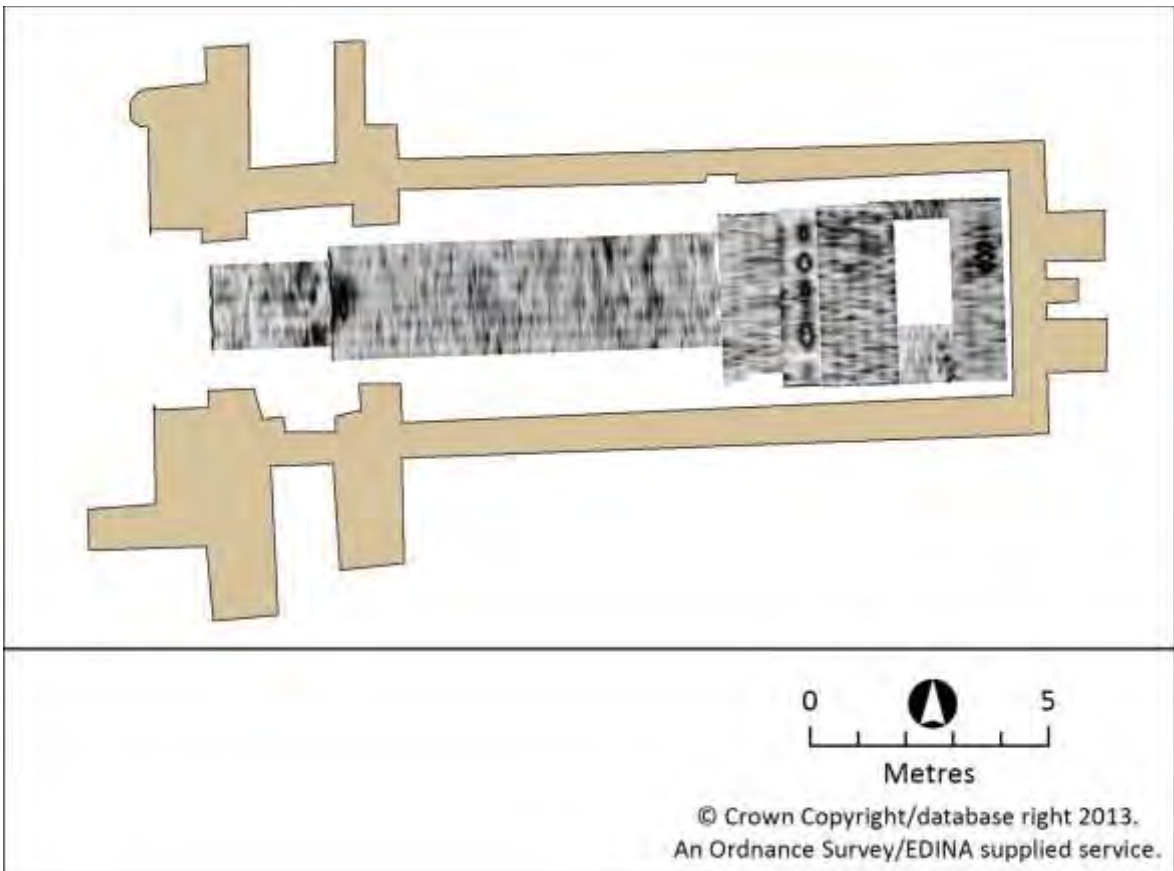 0 5
Metres
© Crown Copyright/database right 2013.
An Ordnance Survey/EDINA supplied service.